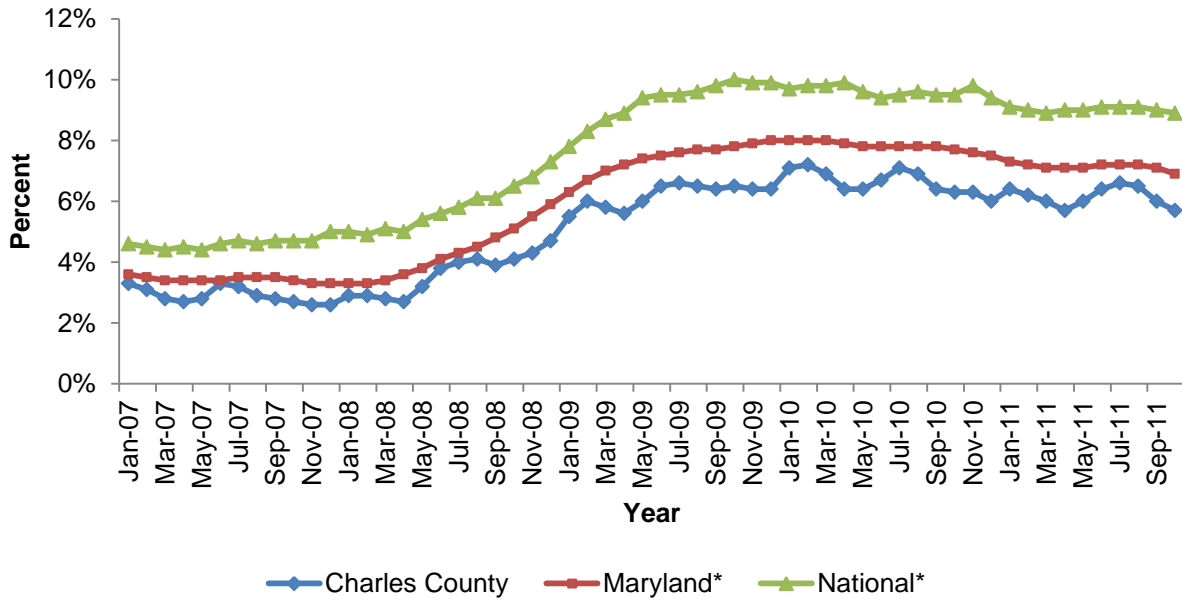 12%
10%
8%
6%
4%
2%
0%
Percent
Jan-07
Mar-07
May-07
Jul-07
Sep-07
Nov-07
Jan-08
Mar-08
May-08
Jul-08
Sep-08
Nov-08
Jan-09
Mar-09
May-09
Jul-09
Sep-09
Nov-09
Jan-10
Mar-10
May-10
Jul-10
Sep-10
Nov-10
Jan-11
Mar-11
May-11
Jul-11
Sep-11
Year
Charles County
Maryland*
National*